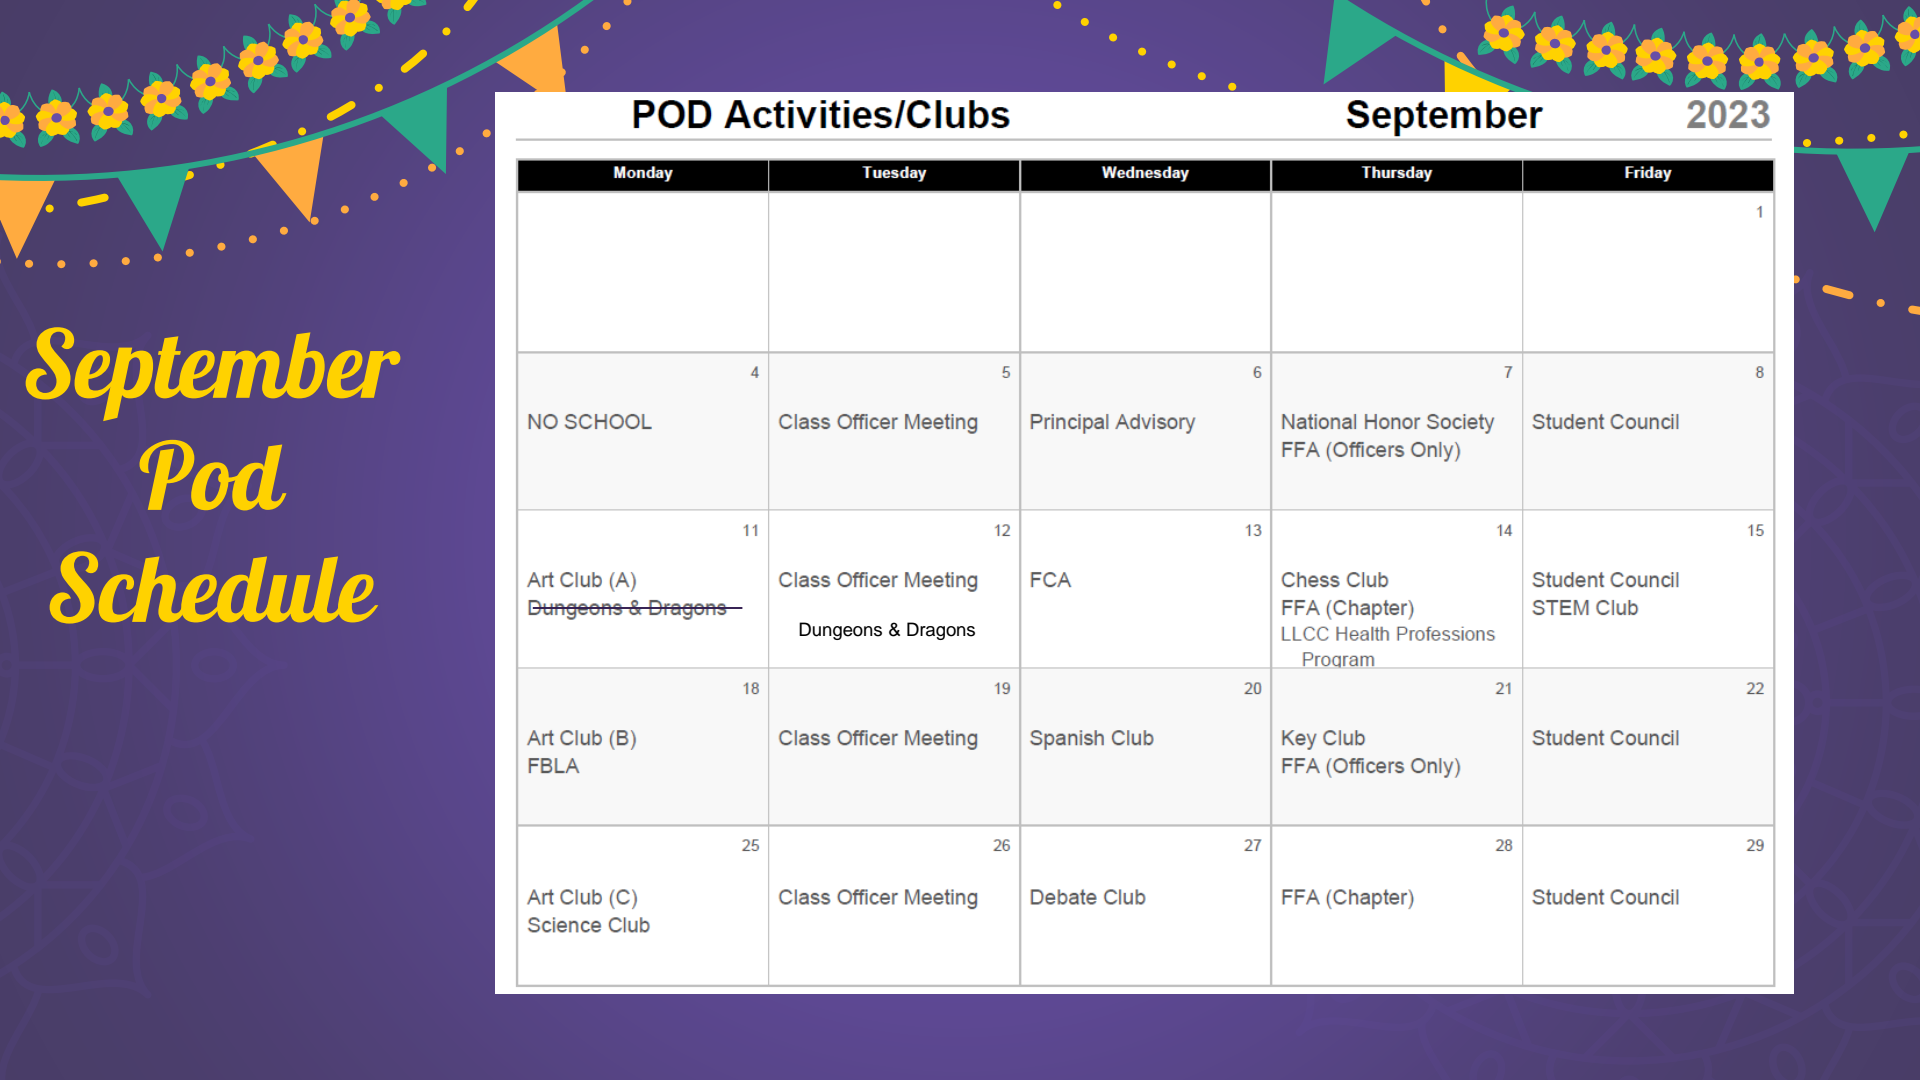 September
Pod
Schedule
POD Activities/Clubs September 2023
Monday Tuesday Wednesday Thursday Friday
1
4 5 6 7 8
NO SCHOOL Class Officer Meeting Principal Advisory National Honor Society Student Council
FFA (Officers Only)
11 12 13 14 15
Art Club (A) Class Officer Meeting FCA Chess Club Student Council
Dungeons & Dragons FFA (Chapter) STEM Club
Dungeons & Dragons LLCC Health Professions
Program
18 19 20 21 22
Art Club (B) Class Officer Meeting Spanish Club Key Club Student Council
FBLA FFA (Officers Only)
25 26 27 28 29
Art Club (C) Class Officer Meeting Debate Club FFA (Chapter) Student Council
Science Club